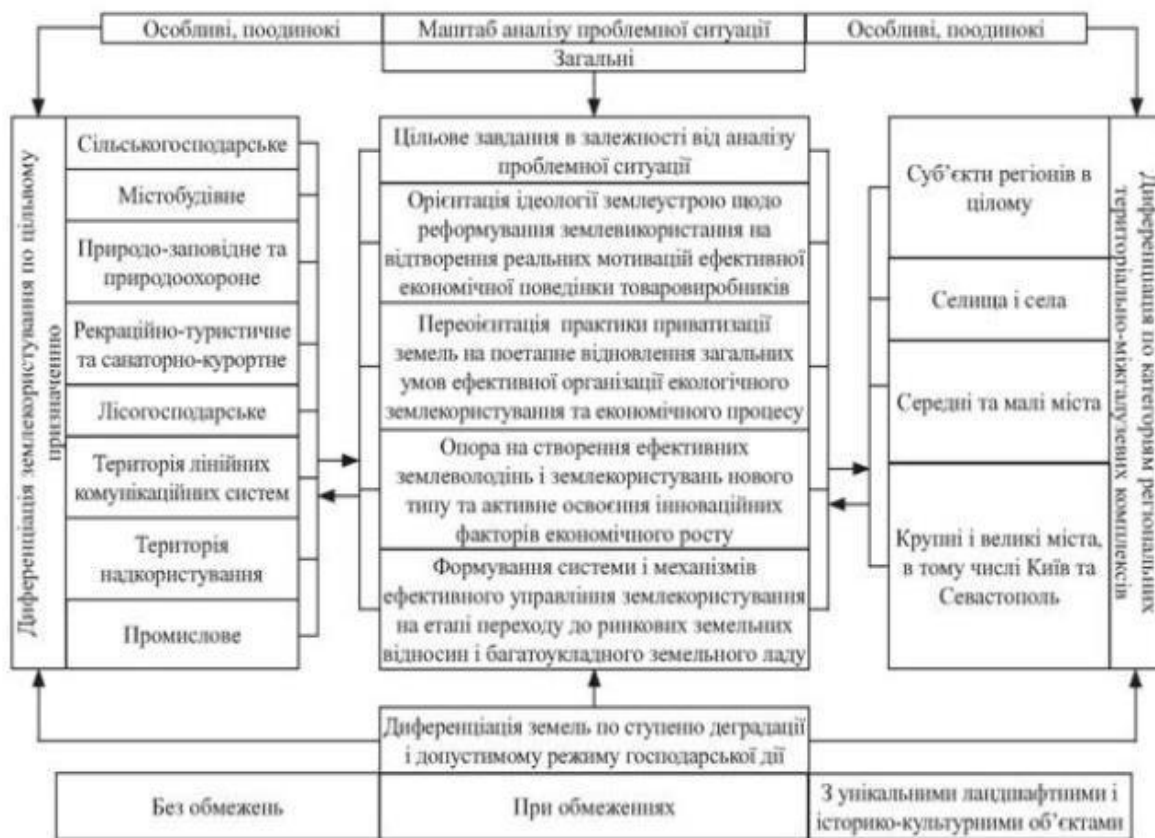 Особливі, поодинокі
Маштаб аналізу проблемної ситуації
Особливі, поодинокі
Загальні
Диференціація землекористування по цільвому
призначенню
Сільськогосподарське
Містобудівне
Природо-заповідне та
природоохороне
Рекраційно-туристичне
та санаторно-курортне
Лісогосподарське
Територія лінійних
комунікаційних систем
Територія
надкористування
Промислове
Цільове завдання в залежності від аналізу
проблемної ситуації
Орієнтація ідеології землеустрою щодо
реформування землевикористання на
відтворення реальних мотивацій ефективної
економічної поведінки товаровиробників
Переоієнтація практики приватизації
земель на поетапне відновлення загальних
умов ефективної організації екологічного
землекористування та економічного процесу
Опора на створення ефективних
землеволодінь і землекористувань нового
типу та активне освоєння інноваційних
факторів економічного росту
Формування системи і механізмів
ефективного управління землекористування
на етапі переходу до ринкових земельних
відносин і багатоукладного земельного ладу
Суб’єкти регіонів в
цілому
Селища і села
Середні та малі міста
Крупні і великі міста,
в тому числі Київ та
Севастополь
Диференціація по категоріям регіональних
територіально-міжгалузевих комплексів
Диференціація земель по ступеню деградації
і допустимому режиму господарської дії
Без обмежень
При обмеженнях
З унікальними ландшафтними і
історико-культурними об’єктами